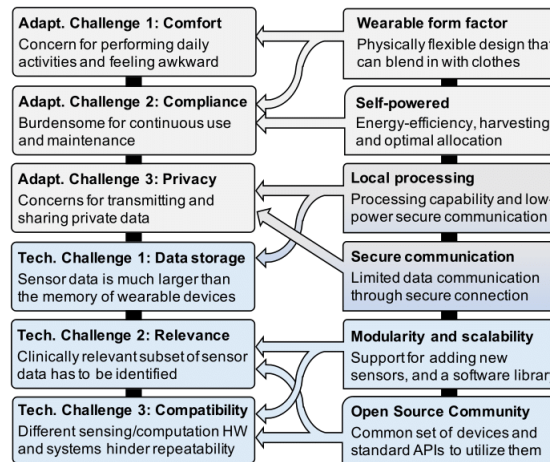 Adapt. Challenge 1: Comfort
Concern for performing daily
activities and feeling awkward
Adapt. Challenge 2: Compliance
Burdensome for continuous use
and maintenance
Adapt. Challenge 3: Privacy
Concerns for transmitting and
sharing private data
Tech. Challenge 1: Data storage
Sensor data is much larger than
the memory of wearable devices
Tech. Challenge 2: Relevance
Clinically relevant subset of sensor
data has to be identified
Tech. Challenge 3: Compatibility
Different sensing/computation HW
and systems hinder repeatability
Wearable form factor
Physically flexible design that
can blend in with clothes
Self-powered
Energy-efficiency, harvesting
and optimal allocation
Local processing
Processing capability and low-
power secure communication
Secure communication
Limited data communication
through secure connection
Modularity and scalability
Support for adding new
sensors, and a software library
Open Source Community
Common set of devices and
standard APIs to utilize them